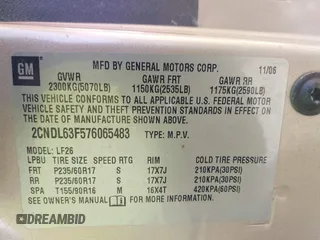 GM
MFD BY GENERAL MOTORS CORP. 11/06
GVWR GAWR FRT GAWR RR
2300KG(5070LB) 1150KG(2535LB) 1175KG(2590LB)
THIS VEHICLE CONFORMS TO ALL APPLICABLE U.S. FEDERAL MOTOR
VEHICLE SAFETY AND THEFT PREVENTION STANDARDS IN EFFECT ON
THE DATE OF MANUFACTURE SHOWN ABOVE.
2CNDL63F576065483 TYPE: M.P.V.
MODEL: LF26
LPBU TIRE SIZE SPEED RTG RIM COLD TIRE PRESSURE
FRT P235/60R17 S 17X7J 210KPA(30PSI)
RR P235/60R17 S 17X7J 210KPA(30PSI)
SPA T155/90R16 M 16X4T 420KPA(60PSI)
SEE OWNER'S MANUAL FOR ADDITIONAL INFORMATION.
CARDBID